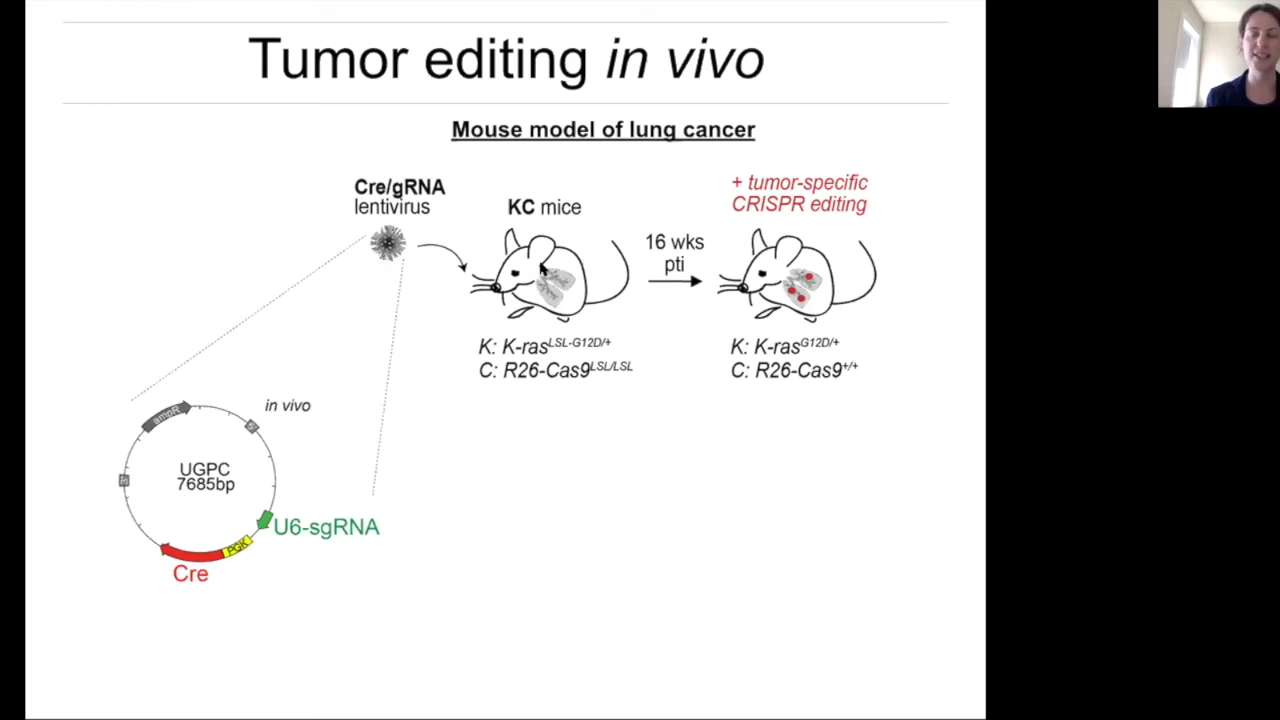 Tumor editing in vivo
Mouse model of lung cancer
Cre/gRNA
lentivirus
KC mice
+ tumor-specific
CRISPR editing
16 wks
pti
K: K-rasLSL-G12D/+
C: R26-Cas9LSL/LSL
K: K-rasG12D/+
C: R26-Cas9+/+
in vivo
ampR
UGPC
7685bp
U6-sgRNA
PGK
Cre